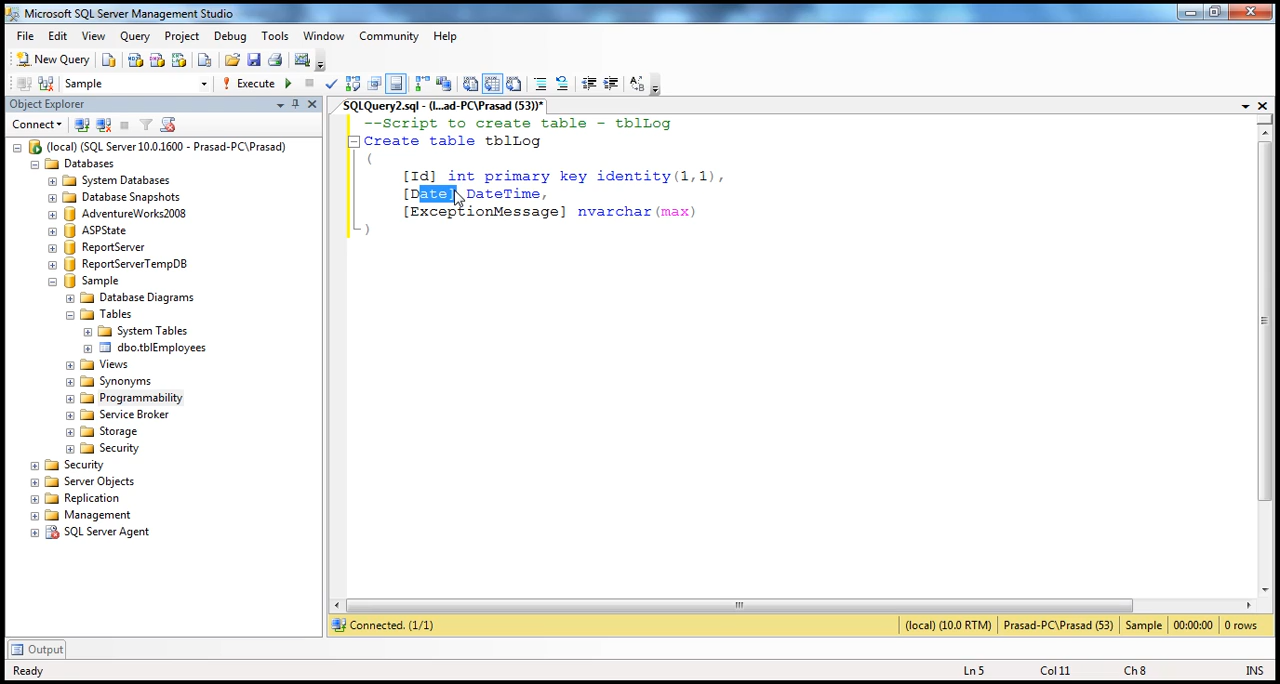 Microsoft SQL Server Management Studio
File Edit View Query Project Debug Tools Window Community Help
New Query
Sample Execute
Object Explorer
SQLQuery2.sql - (l...ad-PC\Prasad (53))*
Connect
(local) (SQL Server 10.0.1600 - Prasad-PC\Prasad)
Databases
System Databases
Database Snapshots
AdventureWorks2008
ASPState
ReportServer
ReportServerTempDB
Sample
Database Diagrams
Tables
System Tables
dbo.tblEmployees
Views
Synonyms
Programmability
Service Broker
Storage
Security
Security
Server Objects
Replication
Management
SQL Server Agent
--Script to create table - tblLog
Create table tblLog
(
[Id] int primary key identity(1,1),
[Date] DateTime,
[ExceptionMessage] nvarchar(max)
)
Connected. (1/1) (local) (10.0 RTM) Prasad-PC\Prasad (53) Sample 00:00:00 0 rows
Output
Ready Ln 5 Col 11 Ch 8 INS